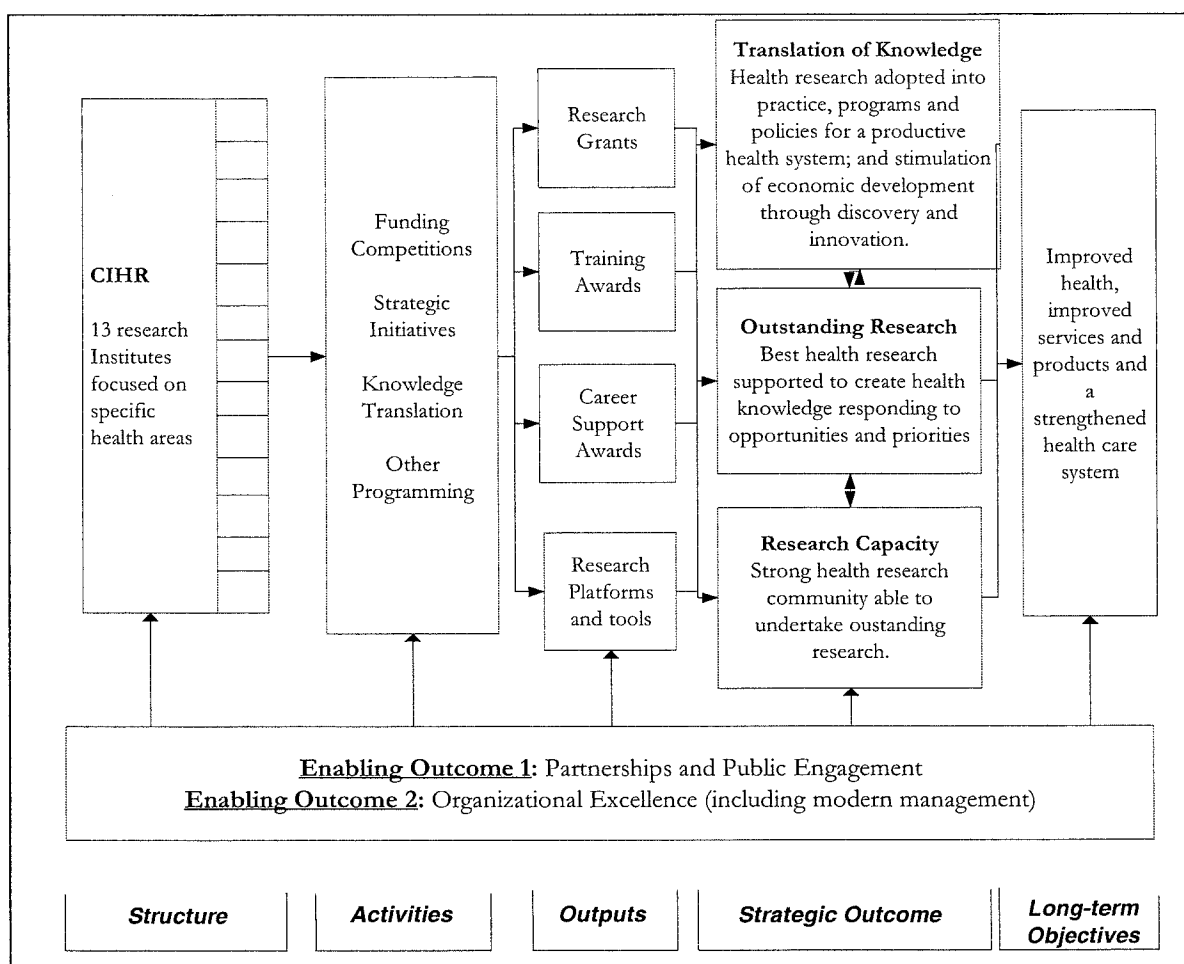 CIHR
13 research
Institutes
focused on
specific
health areas
Funding
Competitions
Strategic
Initiatives
Knowledge
Translation
Other
Programming
Research
Grants
Training
Awards
Career
Support
Awards
Research
Platforms
and tools
Translation of Knowledge
Health research adopted into
practice, programs and
policies for a productive
health system; and stimulation
of economic development
through discovery and
innovation.
Outstanding Research
Best health research
supported to create health
knowledge responding to
opportunities and priorities
Research Capacity
Strong health research
community able to
undertake oustanding
research.
Improved
health,
improved
services and
products and
a
strengthened
health care
system
Enabling Outcome 1: Partnerships and Public Engagement
Enabling Outcome 2: Organizational Excellence (including modern management)
Structure
Activities
Outputs
Strategic Outcome
Long-term
Objectives